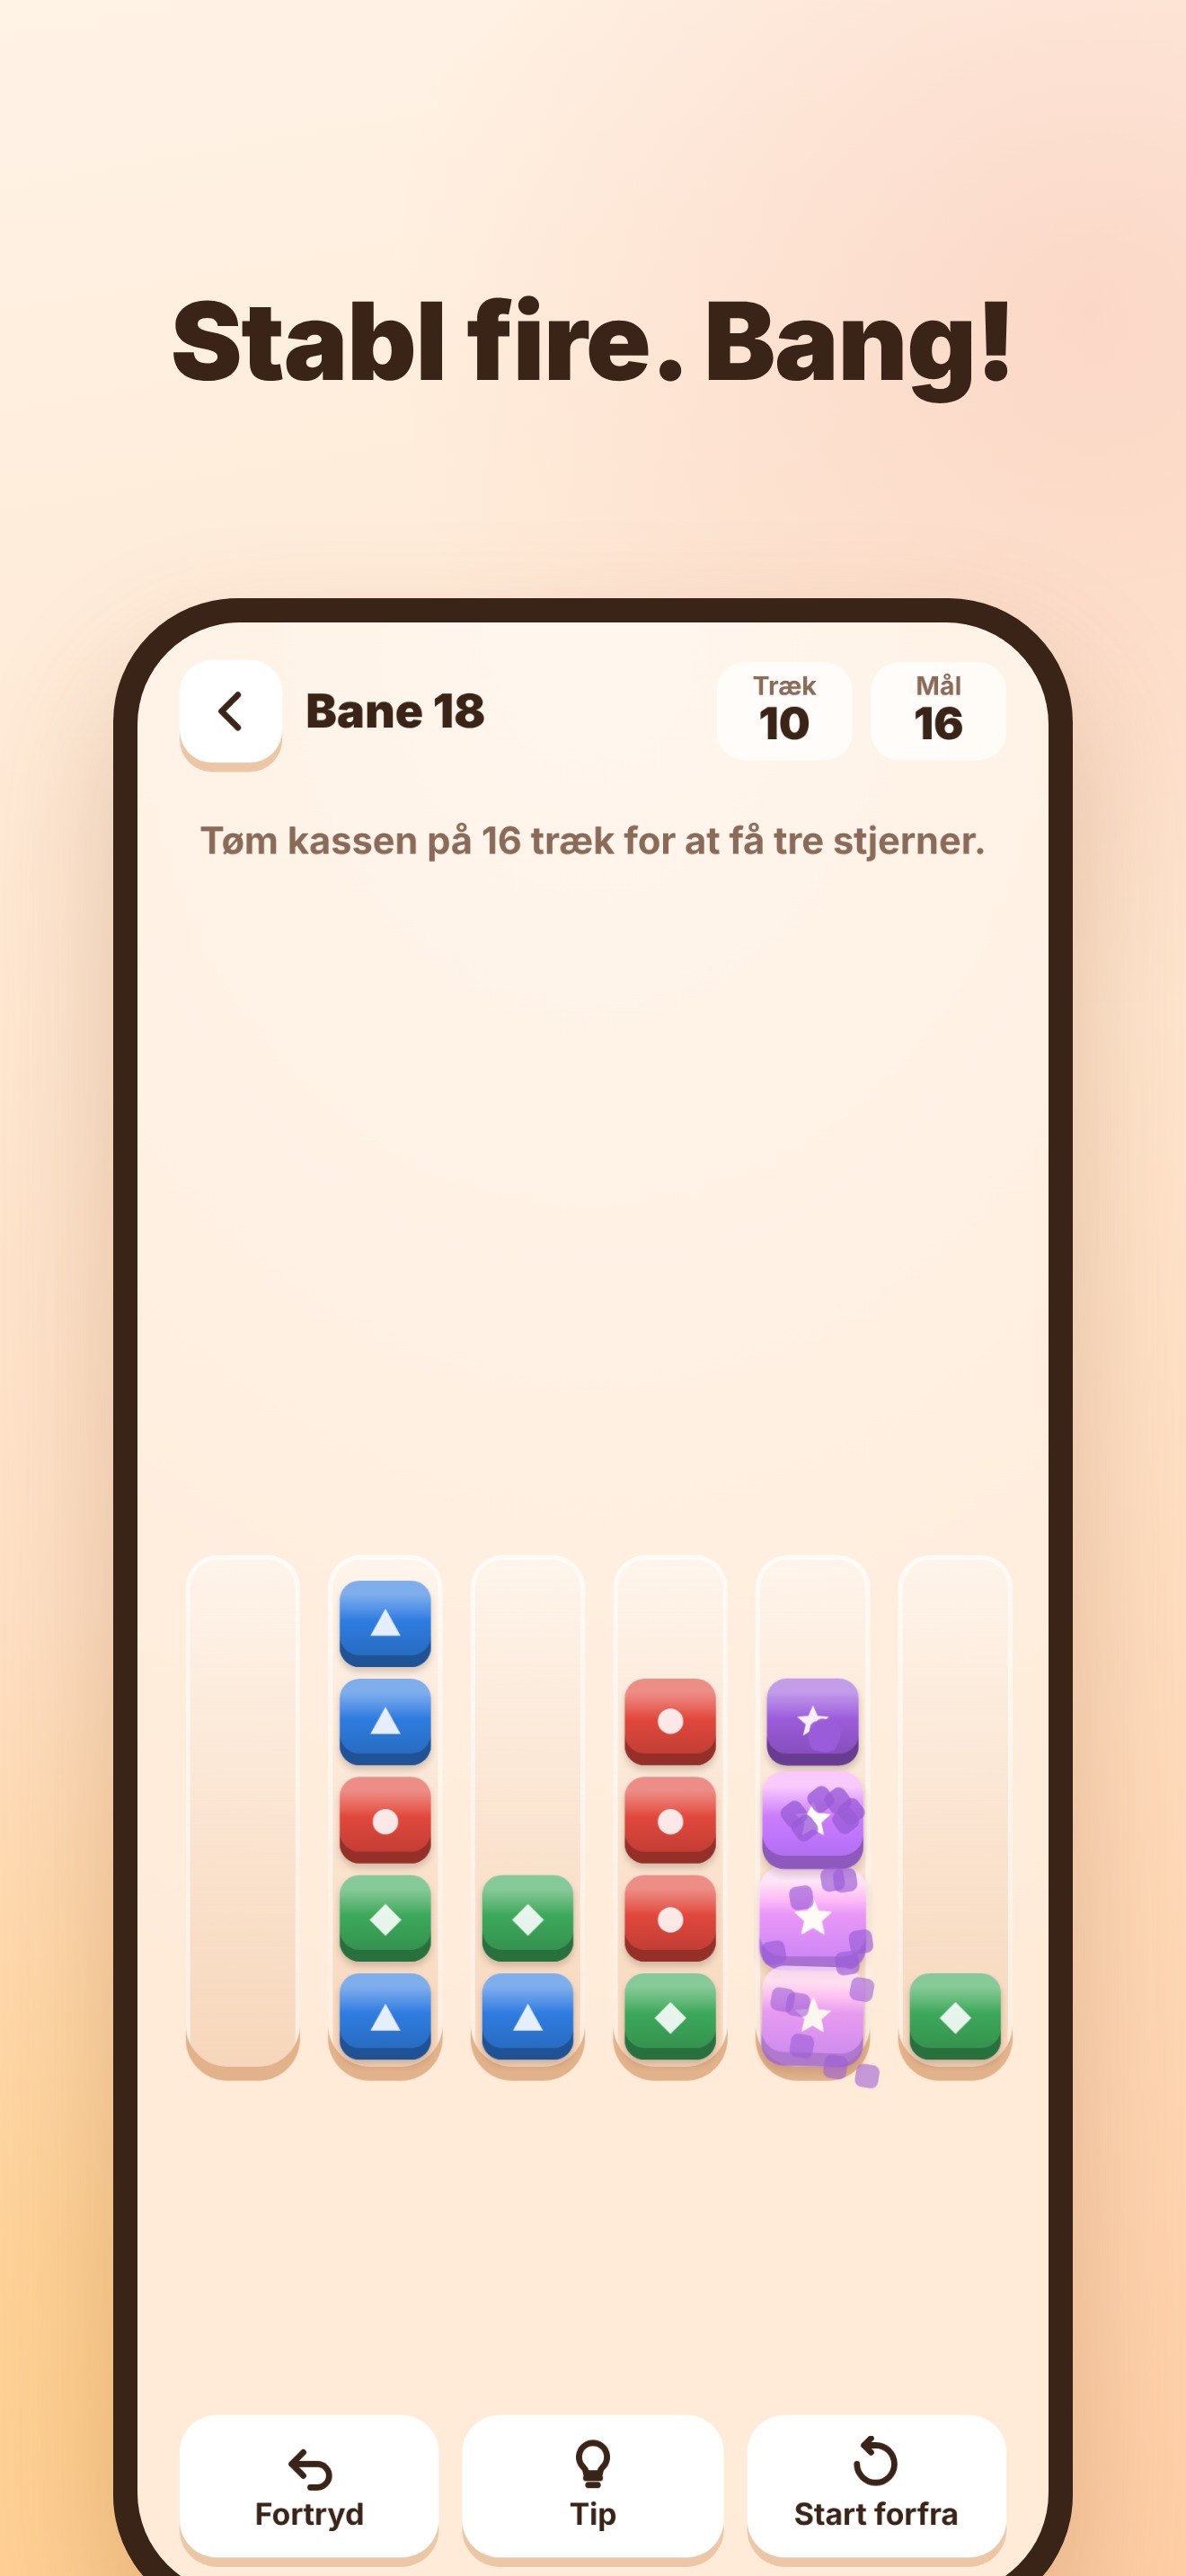 Stabl fire. Bang!
Bane 18
Træk
10
Mål
16
Tøm kassen på 16 træk for at få tre stjerner.
Fortryd
Tip
Start forfra